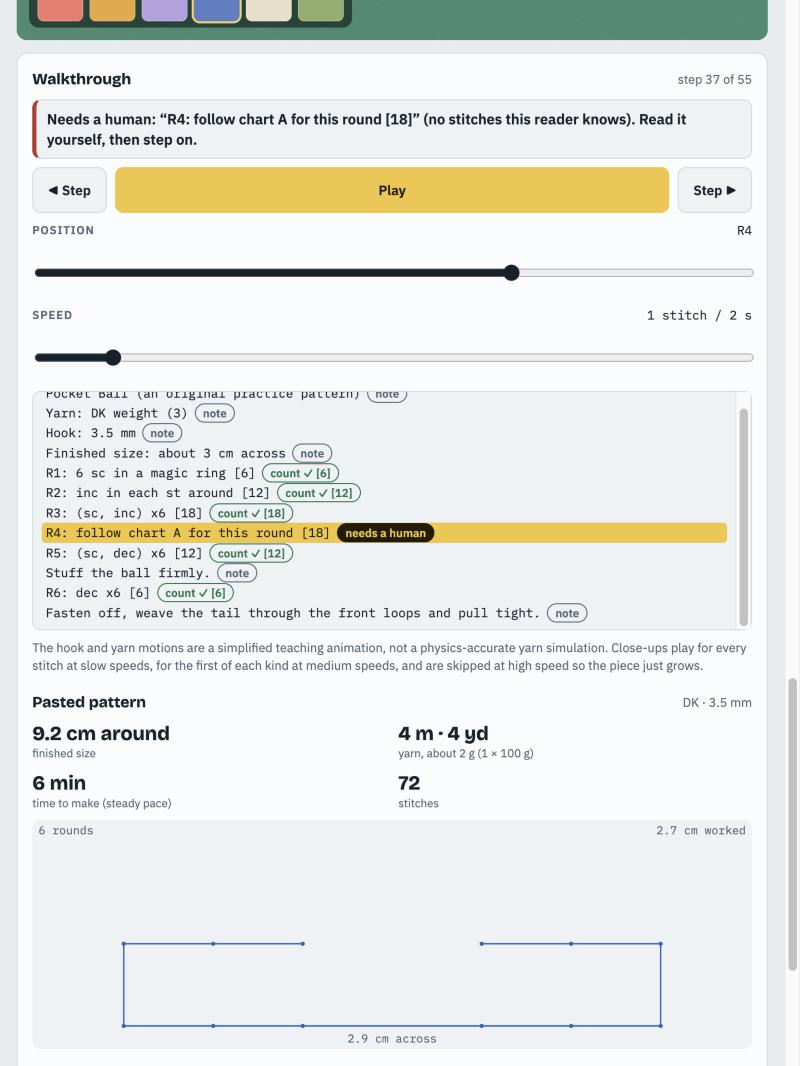 Walkthrough
step 37 of 55
Needs a human: “R4: follow chart A for this round [18]” (no stitches this reader knows). Read it
yourself, then step on.
◀ Step
Play
Step ▶
POSITION
R4
SPEED
1 stitch / 2 s
Pocket Ball (an original practice pattern) note
Yarn: DK weight (3) note
Hook: 3.5 mm note
Finished size: about 3 cm across note
R1: 6 sc in a magic ring [6] count ✓ [6]
R2: inc in each st around [12] count ✓ [12]
R3: (sc, inc) x6 [18] count ✓ [18]
R4: follow chart A for this round [18] needs a human
R5: (sc, dec) x6 [12] count ✓ [12]
Stuff the ball firmly. note
R6: dec x6 [6] count ✓ [6]
Fasten off, weave the tail through the front loops and pull tight. note
The hook and yarn motions are a simplified teaching animation, not a physics-accurate yarn simulation. Close-ups play for every
stitch at slow speeds, for the first of each kind at medium speeds, and are skipped at high speed so the piece just grows.
Pasted pattern
DK · 3.5 mm
9.2 cm around
finished size
4 m · 4 yd
yarn, about 2 g (1 × 100 g)
6 min
time to make (steady pace)
72
stitches
6 rounds
2.7 cm worked
2.9 cm across